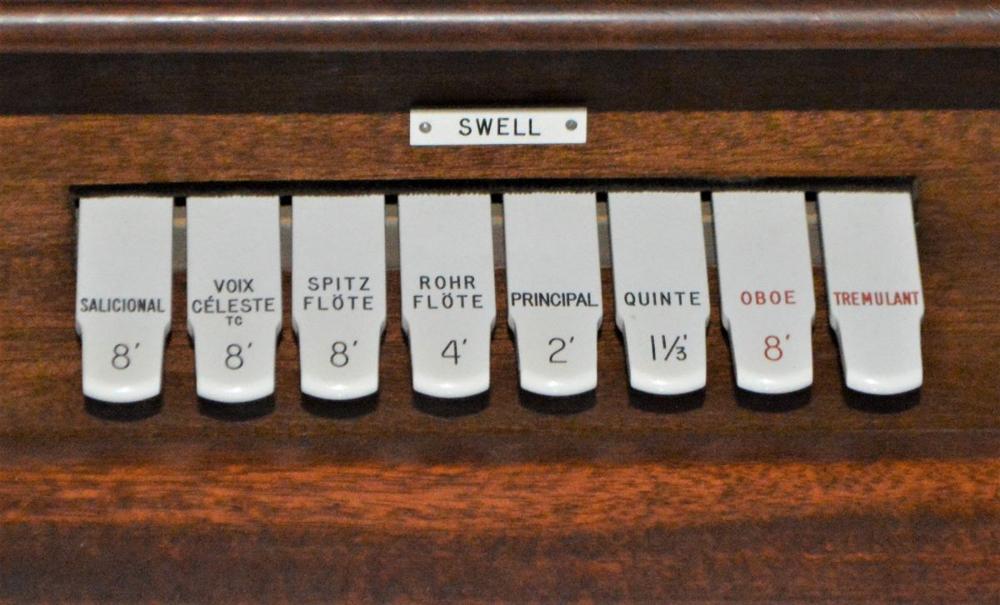 SWELL
SALICIONAL
8′
VOIX
CÉLESTE
TC
8′
SPITZ
FLÖTE
8′
ROHR
FLÖTE
4′
PRINCIPAL
2′
QUINTE
1⅓′
OBOE
8′
TREMULANT